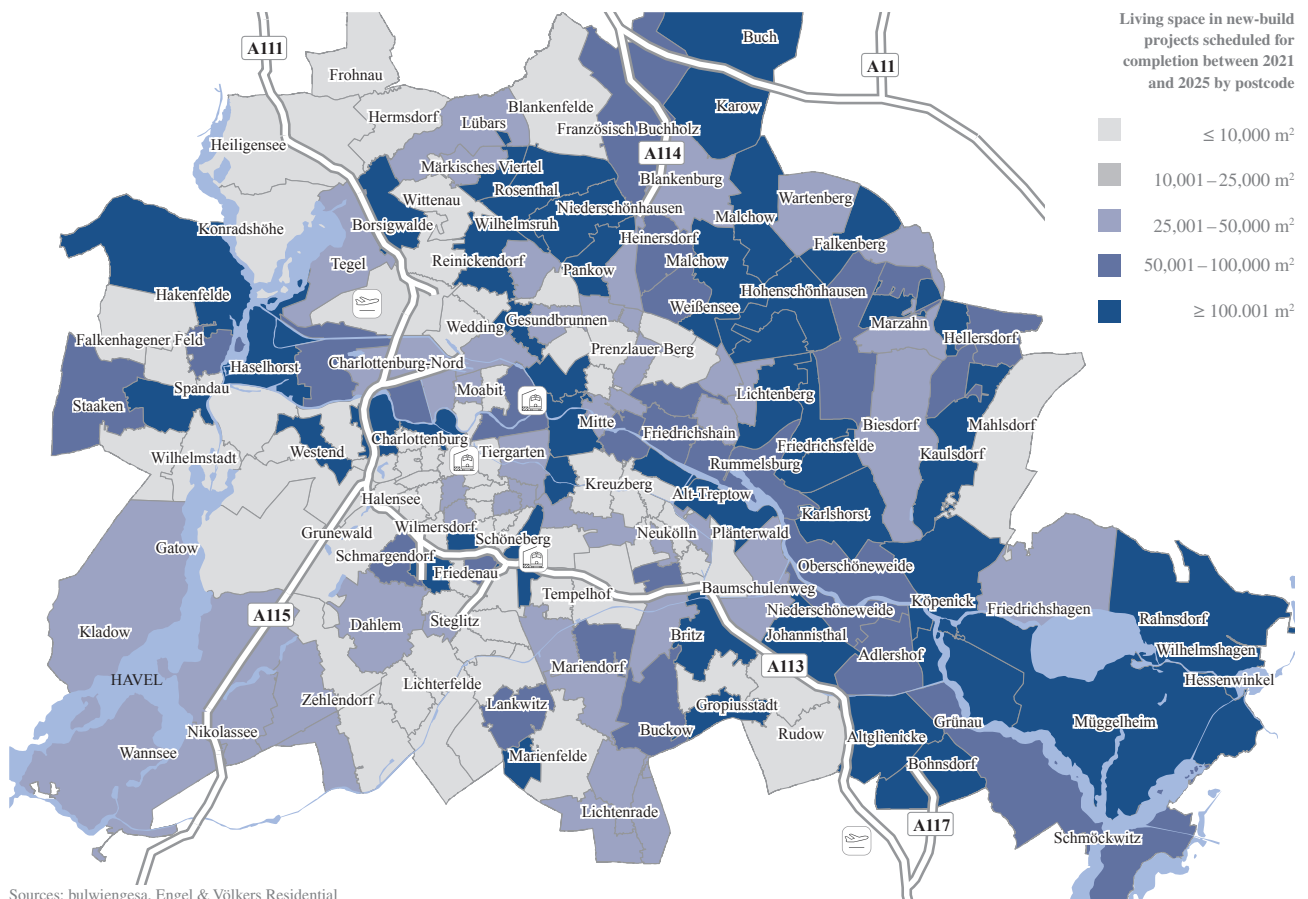 Living space in new-build
projects scheduled for
completion between 2021
and 2025 by postcode
≤ 10,000 m²
10,001–25,000 m²
25,001–50,000 m²
50,001–100,000 m²
≥ 100.001 m²
A111
A11
Buch
Frohnau
Karow
Blankenfelde
Hermsdorf
Lübars
Französisch Buchholz
Heiligensee
A114
Märkisches Viertel
Blankenburg
Rosenthal
Wartenberg
Wittenau
Niederschönhausen
Malchow
Konradshöhe
Borsigwalde
Wilhelmsruh
Heinersdorf
Falkenberg
Tegel
Reinickendorf
Pankow
Malchow
Hakenfelde
Hohenschönhausen
Weißensee
Gesundbrunnen
Marzahn
Wedding
Falkenhagener Feld
Hellersdorf
Prenzlauer Berg
Charlottenburg-Nord
Haselhorst
Spandau
Moabit
Lichtenberg
Staaken
Mitte
Biesdorf
Mahlsdorf
Friedrichshain
Charlottenburg
Friedrichsfelde
Westend
Tiergarten
Kaulsdorf
Wilhelmstadt
Rummelsburg
Kreuzberg
Alt-Treptow
Halensee
Karlshorst
Wilmersdorf
Grunewald
Schöneberg
Neukölln
Plänterwald
Gatow
Schmargendorf
Oberschöneweide
Friedenau
Baumschulenweg
Tempelhof
Köpenick
Friedrichshagen
A115
Niederschöneweide
Rahnsdorf
Steglitz
Kladow
Dahlem
Britz
Johannisthal
Wilhelmshagen
Adlershof
Mariendorf
A113
HAVEL
Hessenwinkel
Lichterfelde
Zehlendorf
Lankwitz
Gropiusstadt
Grünau
Müggelheim
Nikolassee
Buckow
Rudow
Altglienicke
Wannsee
Marienfelde
Bohnsdorf
Lichtenrade
A117
Schmöckwitz
Sources: bulwiengesa, Engel & Völkers Residential